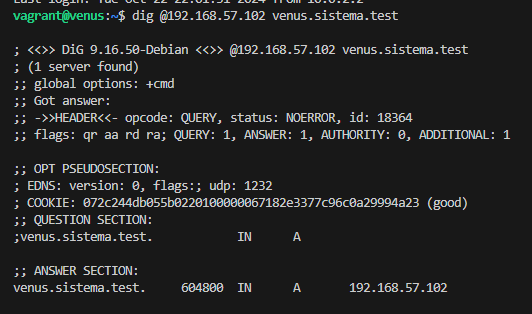 Last login: Tue Oct 22 22:01:31 2024 from 10.0.2.2
vagrant@venus:~$ dig @192.168.57.102 venus.sistema.test
; <<>> DiG 9.16.50-Debian <<>> @192.168.57.102 venus.sistema.test
; (1 server found)
;; global options: +cmd
;; Got answer:
;; ->>HEADER<<- opcode: QUERY, status: NOERROR, id: 18364
;; flags: qr aa rd ra; QUERY: 1, ANSWER: 1, AUTHORITY: 0, ADDITIONAL: 1
;; OPT PSEUDOSECTION:
; EDNS: version: 0, flags:; udp: 1232
; COOKIE: 072c244db055b0220100000067182e3377c96c0a29994a23 (good)
;; QUESTION SECTION:
;venus.sistema.test. IN A
;; ANSWER SECTION:
venus.sistema.test. 604800 IN A 192.168.57.102